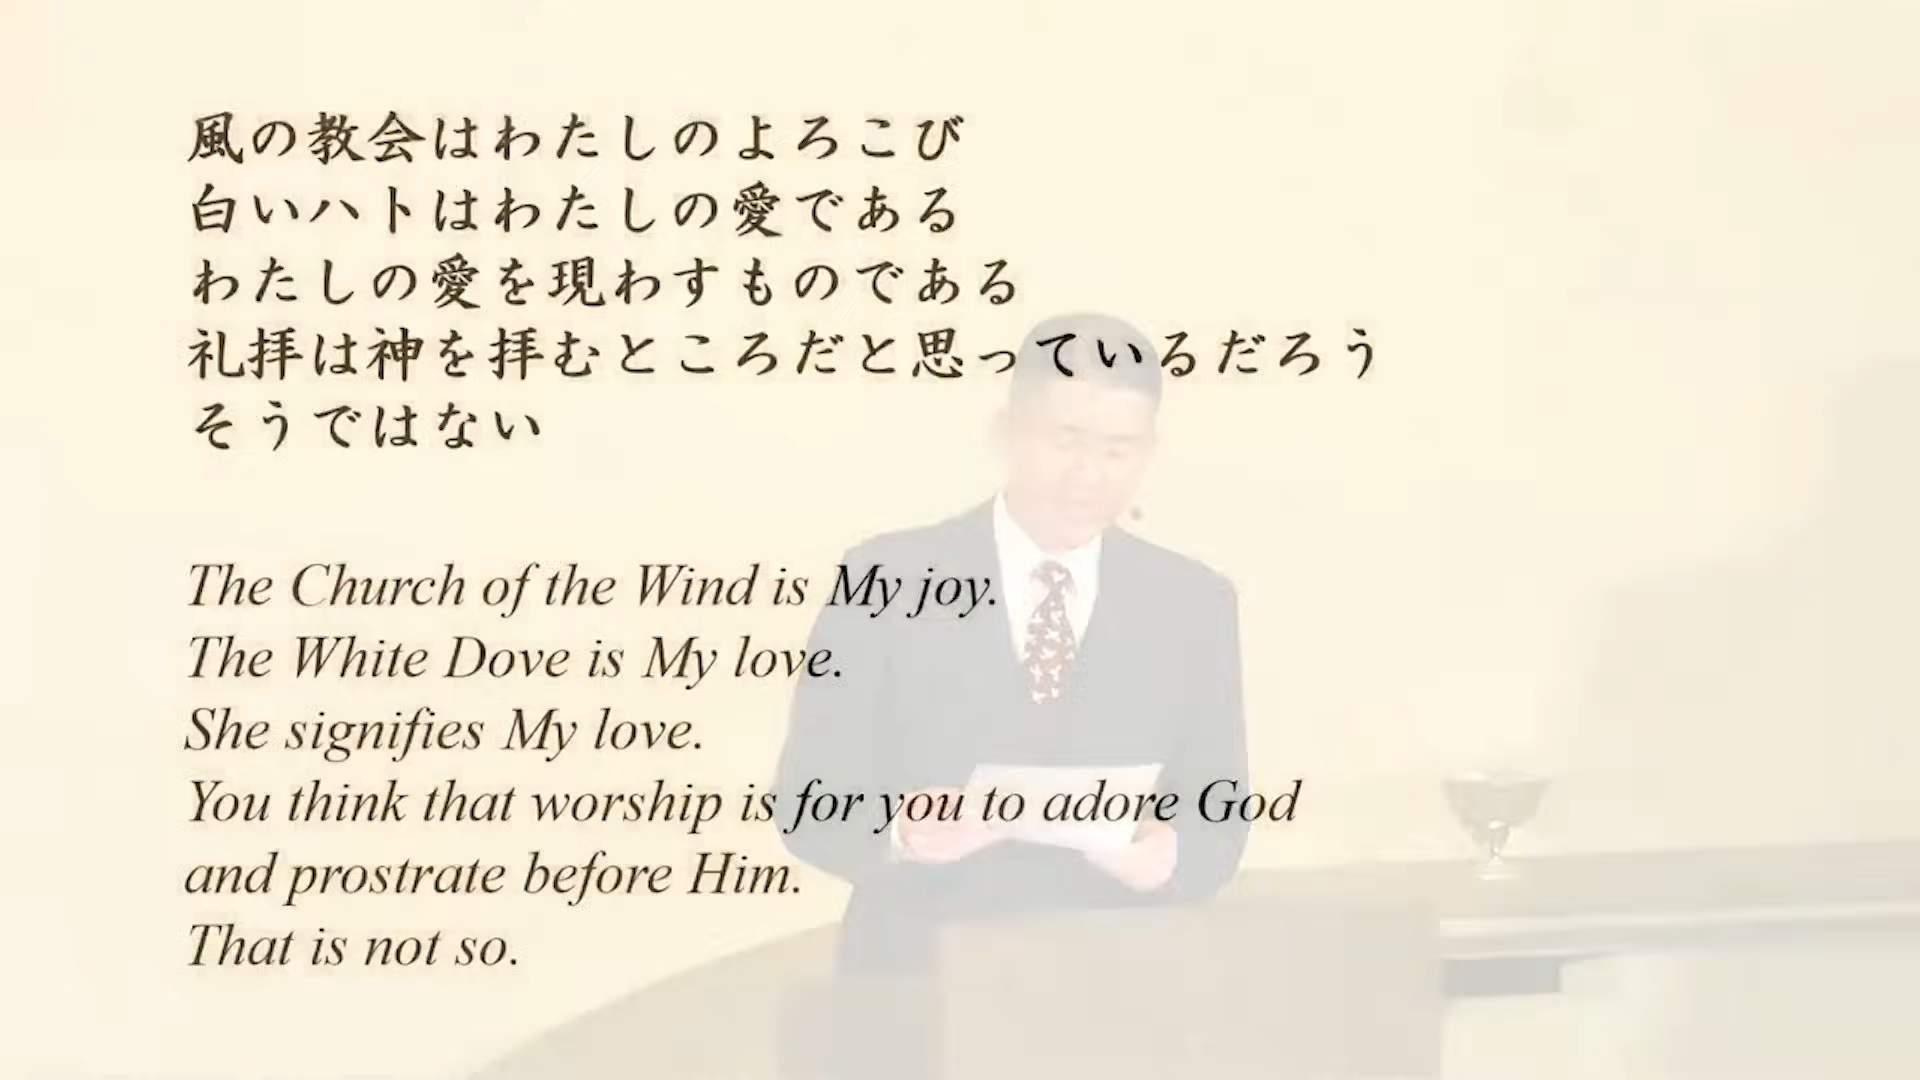 風の教会はわたしのよろこび
白いハトはわたしの愛である
わたしの愛を現わすものである
礼拝は神を拝むところだと思っているだろう
そうではない
The Church of the Wind is My joy.
The White Dove is My love.
She signifies My love.
You think that worship is for you to adore God
and prostrate before Him.
That is not so.